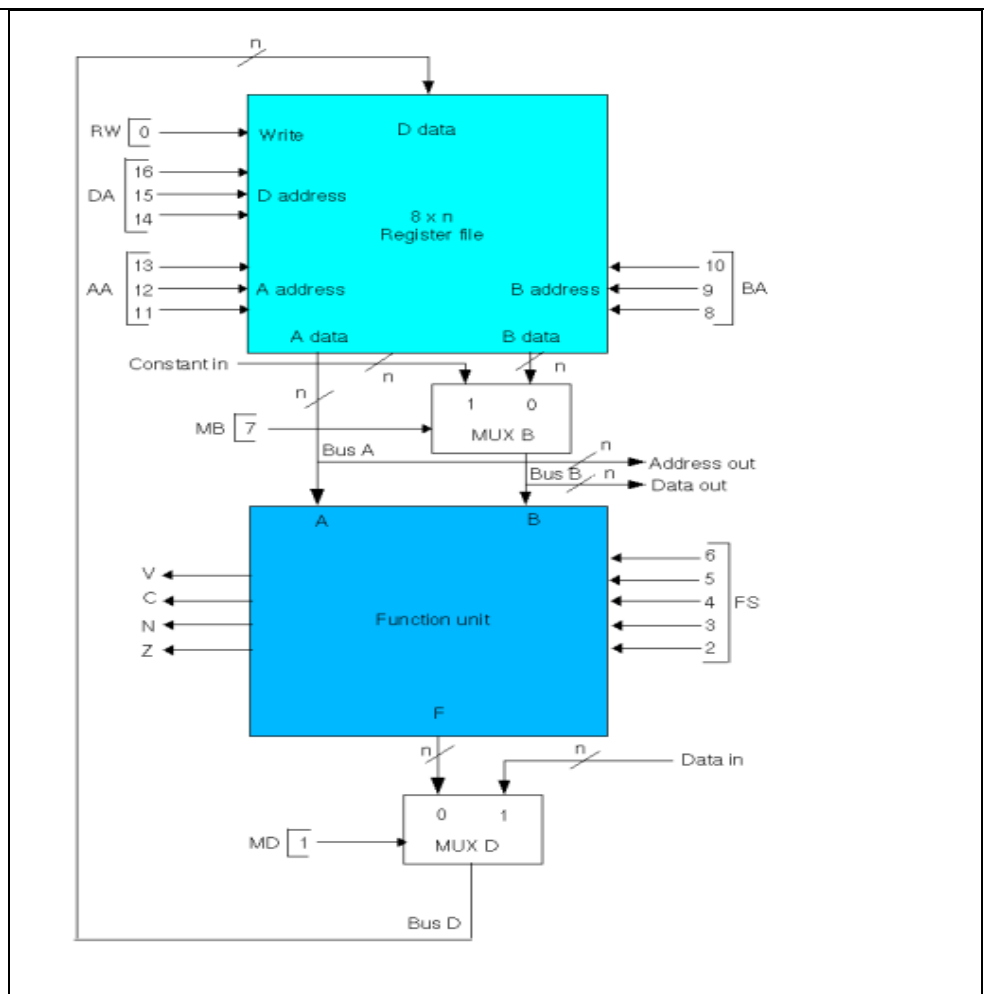 n
RW 0
Write
D data
16
DA 15
D address
14
8 x n
Register file
13
AA 12
A address
11
10
B address
9 BA
8
A data
B data
Constant in
n
n
n
1 0
MUX B
MB 7
Bus A
n
Address out
Bus B
n
Data out
A
B
V
C
N
Z
Function unit
6
5
4 FS
3
2
F
n
n
Data in
0 1
MUX D
MD 1
Bus D